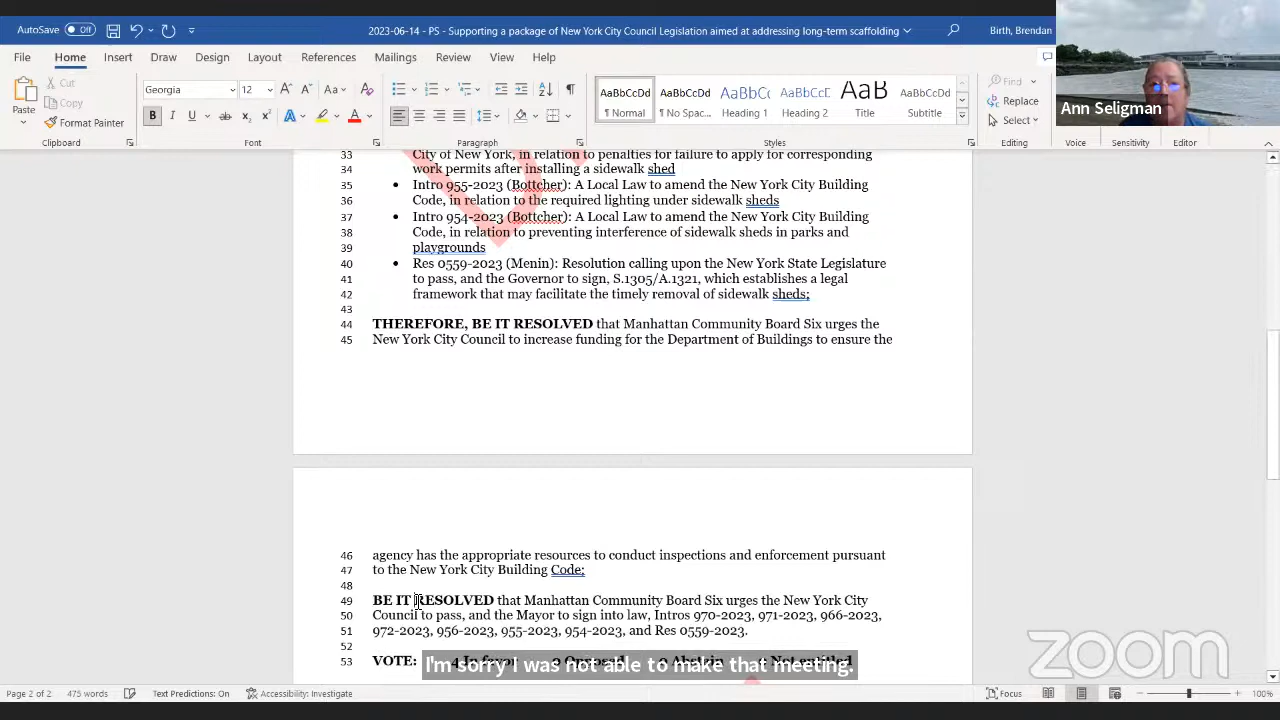 AutoSave Off
2023-06-14 - PS - Supporting a package of New York City Council Legislation aimed at addressing long-term scaffolding
Birth, Brendan
File Home Insert Draw Design Layout References Mailings Review View Help
Ann Seligman
Paste
Cut
Copy
Format Painter
Georgia 12
AaBbCcDd AaBbCcDd AaBbCc AaBbCcD AaB AaBbCcDd
¶ Normal ¶ No Spac... Heading 1 Heading 2 Title Subtitle
Find
Replace
Select
Clipboard Font Paragraph Styles Editing Voice Sensitivity Editor
33 City of New York, in relation to penalties for failure to apply for corresponding
34 work permits after installing a sidewalk shed
35 • Intro 955-2023 (Bottcher): A Local Law to amend the New York City Building
36 Code, in relation to the required lighting under sidewalk sheds
37 • Intro 954-2023 (Bottcher): A Local Law to amend the New York City Building
38 Code, in relation to preventing interference of sidewalk sheds in parks and
39 playgrounds
40 • Res 0559-2023 (Menin): Resolution calling upon the New York State Legislature
41 to pass, and the Governor to sign, S.1305/A.1321, which establishes a legal
42 framework that may facilitate the timely removal of sidewalk sheds;
43
44 THEREFORE, BE IT RESOLVED that Manhattan Community Board Six urges the
45 New York City Council to increase funding for the Department of Buildings to ensure the
46 agency has the appropriate resources to conduct inspections and enforcement pursuant
47 to the New York City Building Code;
48
49 BE IT RESOLVED that Manhattan Community Board Six urges the New York City
50 Council to pass, and the Mayor to sign into law, Intros 970-2023, 971-2023, 966-2023,
51 972-2023, 956-2023, 955-2023, 954-2023, and Res 0559-2023.
52
53 VOTE:
I'm sorry I was not able to make that meeting.
zoom
Page 2 of 2 475 words Text Predictions: On Accessibility: Investigate Focus 100%